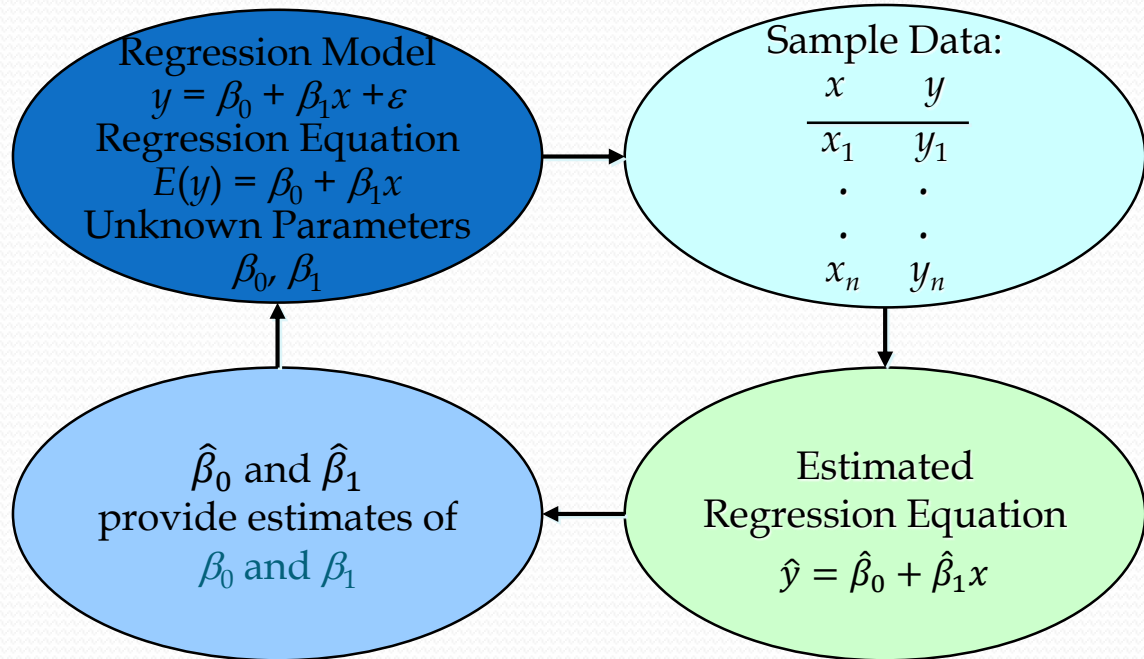 Regression Model
y = β₀ + β₁x +ε
Regression Equation
E(y) = β₀ + β₁x
Unknown Parameters
β₀, β₁
Sample Data:
x y
x₁ y₁
. .
. .
xₙ yₙ
β̂₀ and β̂₁
provide estimates of
β₀ and β₁
Estimated
Regression Equation
ŷ = β̂₀ + β̂₁x